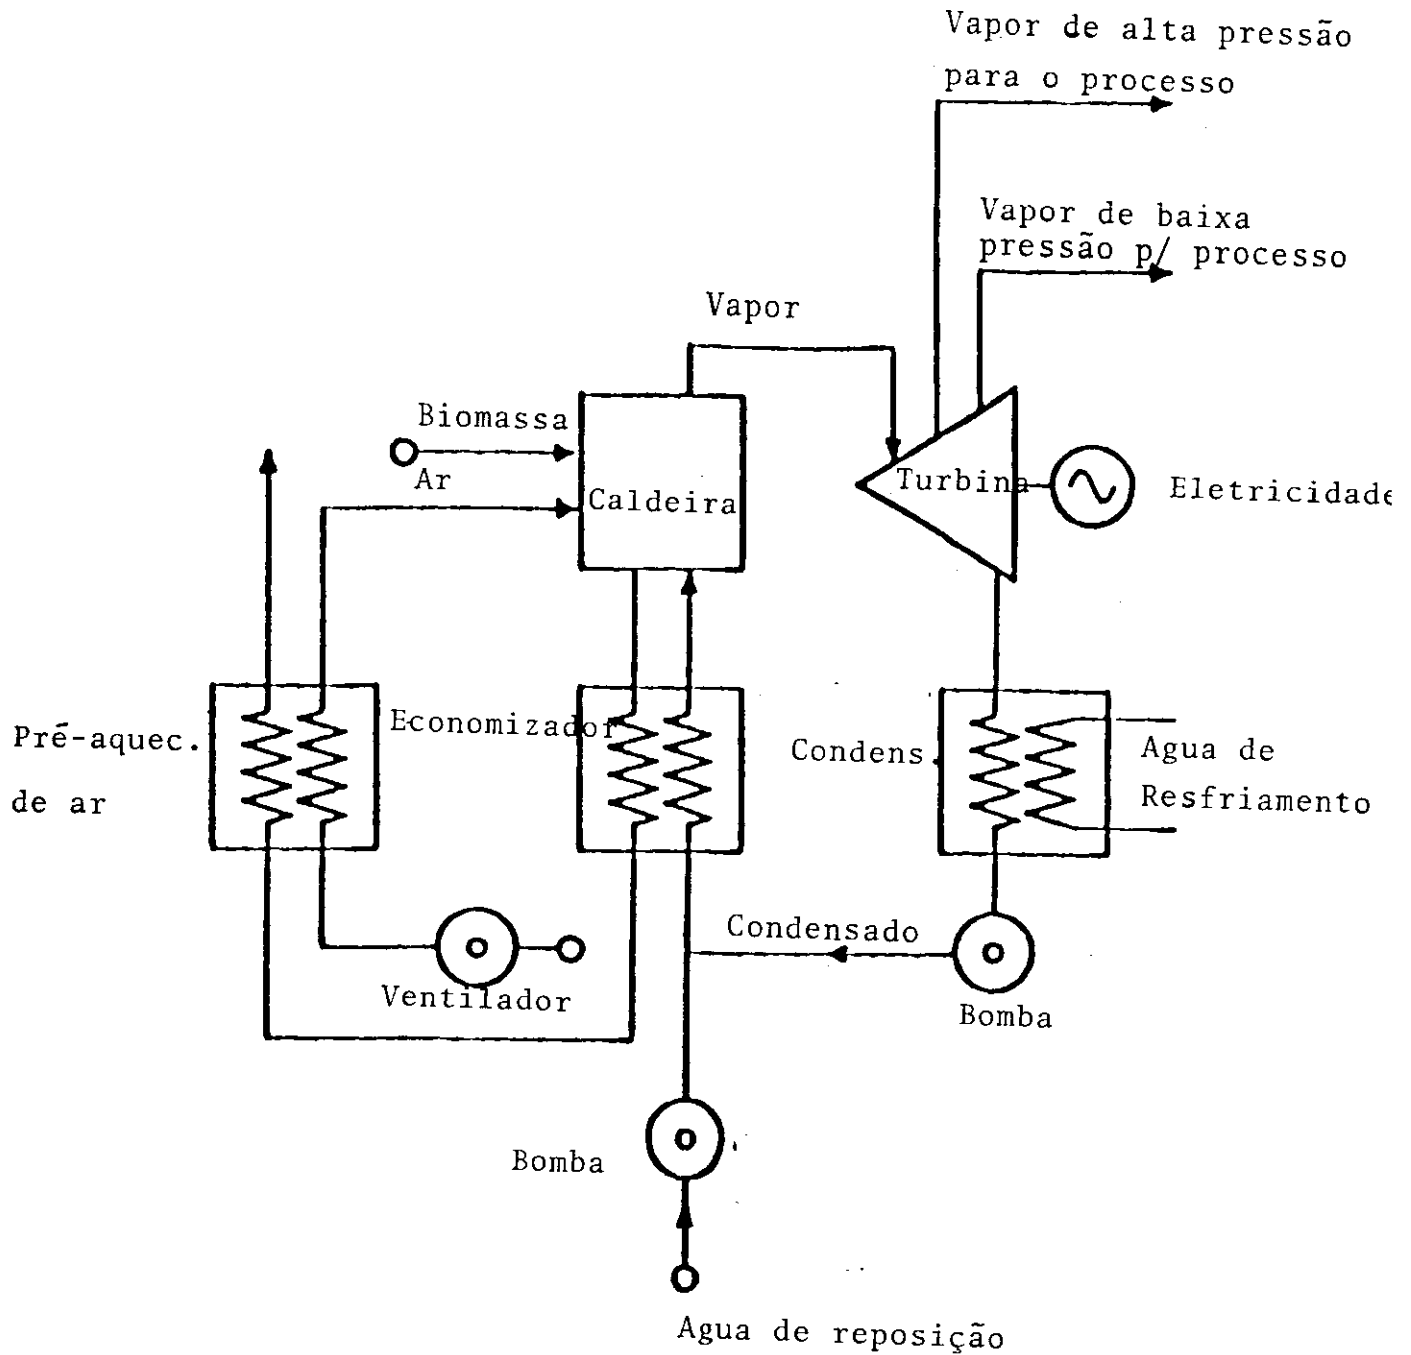 Vapor de alta pressão
para o processo
Vapor de baixa
pressão p/ processo
Vapor
Biomassa
Ar
Caldeira
Turbina
Eletricidade
Pré-aquec.
de ar
Economizador
Condens.
Agua de
Resfriamento
Condensado
Ventilador
Bomba
Bomba
Agua de reposição